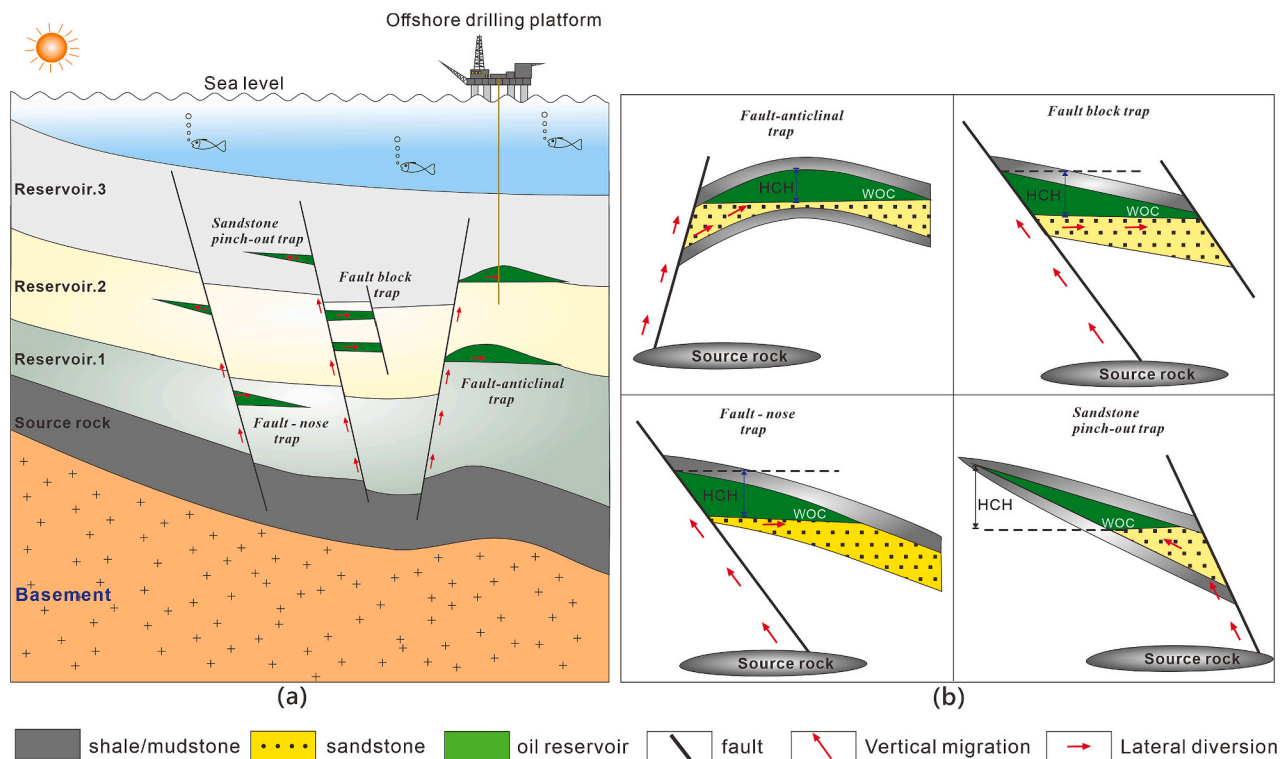 Offshore drilling platform
Sea level
Reservoir.3
Sandstone
pinch-out trap
Fault block
trap
Reservoir.2
Reservoir.1
Fault-anticlinal
trap
Source rock
Fault - nose
trap
Basement
(a)
Fault-anticlinal
trap
HCH
WOC
Source rock
Fault block trap
HCH
WOC
Source rock
Fault - nose
trap
HCH
WOC
Source rock
Sandstone
pinch-out trap
HCH
WOC
Source rock
(b)
shale/mudstone
sandstone
oil reservoir
fault
Vertical migration
Lateral diversion